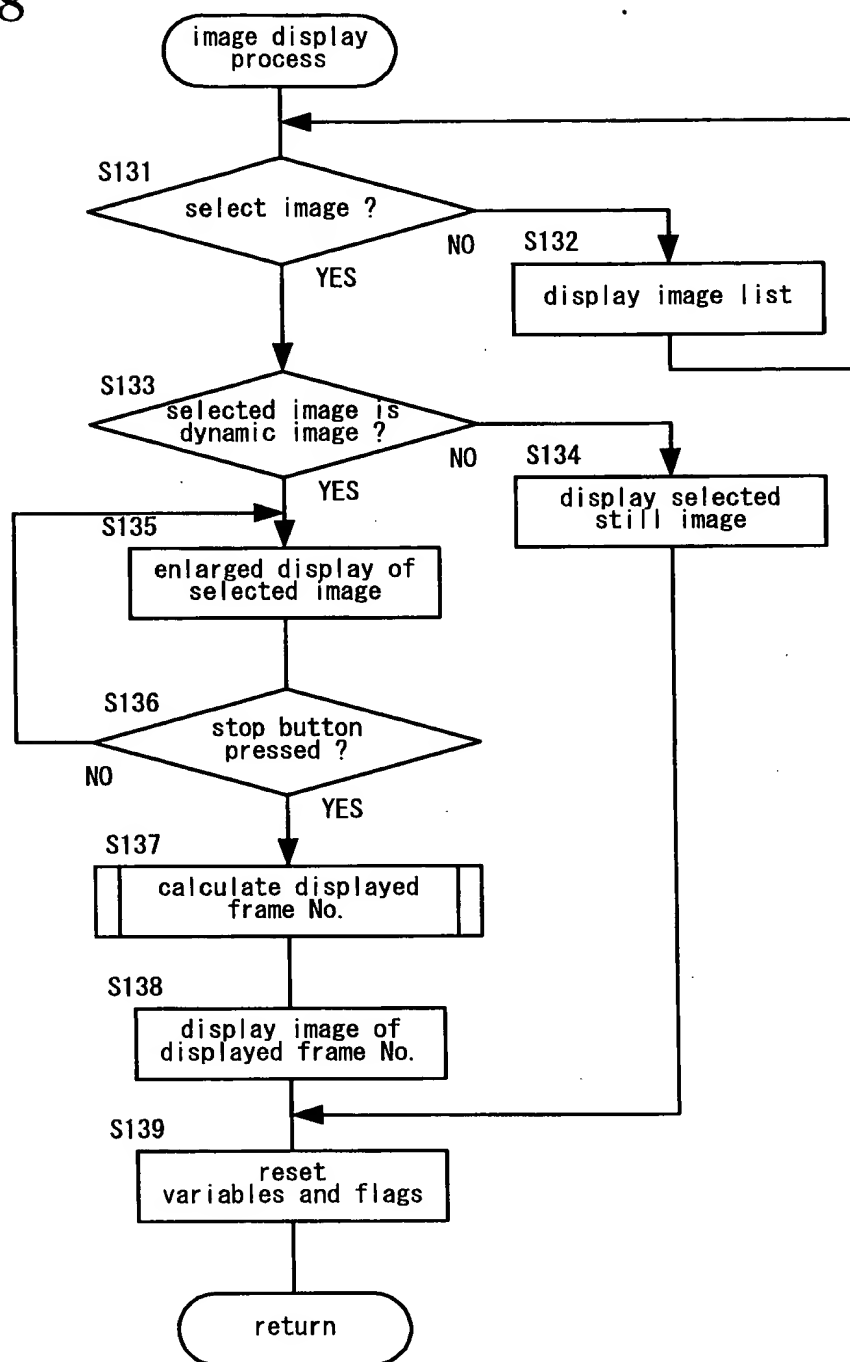 8
image display
process
S131
select image ?
NO
YES
S132
display image list
S133
selected image is
dynamic image ?
NO
YES
S134
display selected
still image
S135
enlarged display of
selected image
S136
stop button
pressed ?
NO
YES
S137
calculate displayed
frame No.
S138
display image of
displayed frame No.
S139
reset
variables and flags
return